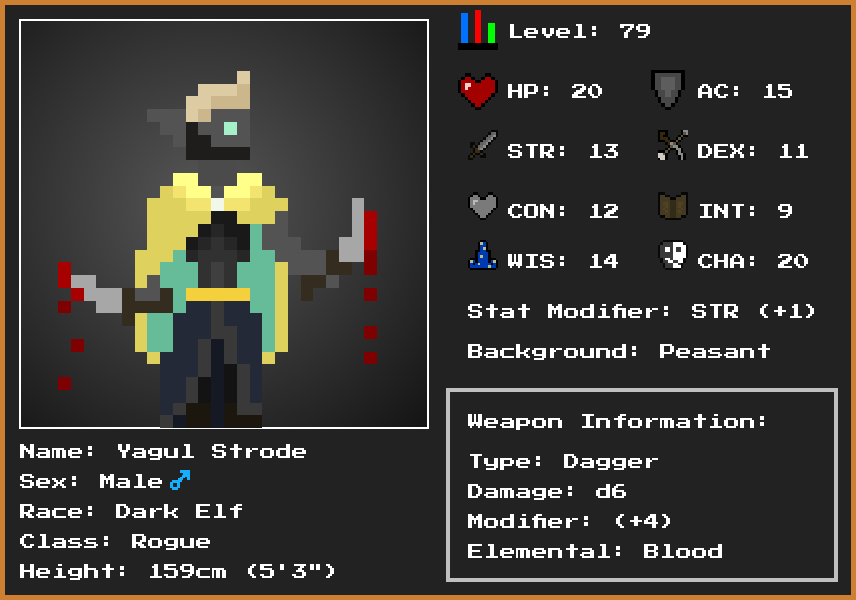 Level: 79
HP: 20
AC: 15
STR: 13
DEX: 11
CON: 12
INT: 9
WIS: 14
CHA: 20
Stat Modifier: STR (+1)
Background: Peasant
Weapon Information:
Type: Dagger
Damage: d6
Modifier: (+4)
Elemental: Blood
Name: Yagul Strode
Sex: Male ♂
Race: Dark Elf
Class: Rogue
Height: 159cm (5'3")